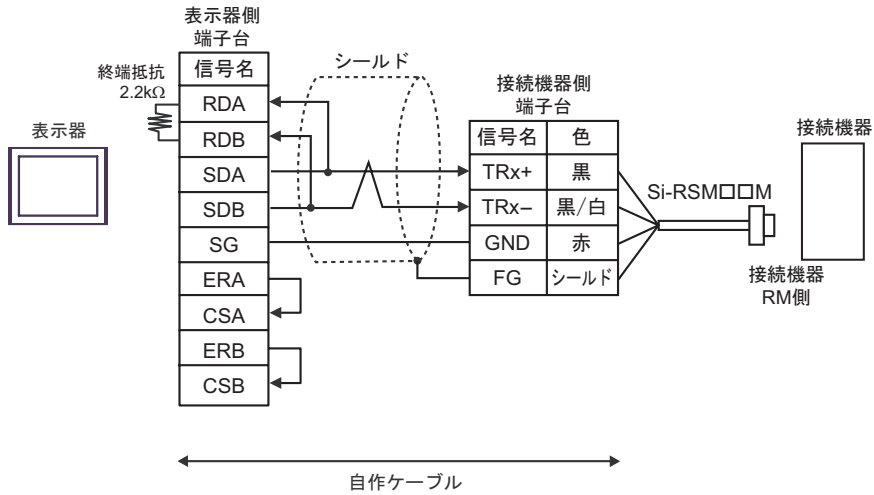 表示器側
端子台
終端抵抗
2.2kΩ
表示器
信号名
RDA
RDB
SDA
SDB
SG
ERA
CSA
ERB
CSB
シールド
接続機器側
端子台
信号名 色
TRx+ 黒
TRx− 黒/白
GND 赤
FG シールド
Si-RSM□□M
接続機器
接続機器
RM側
自作ケーブル